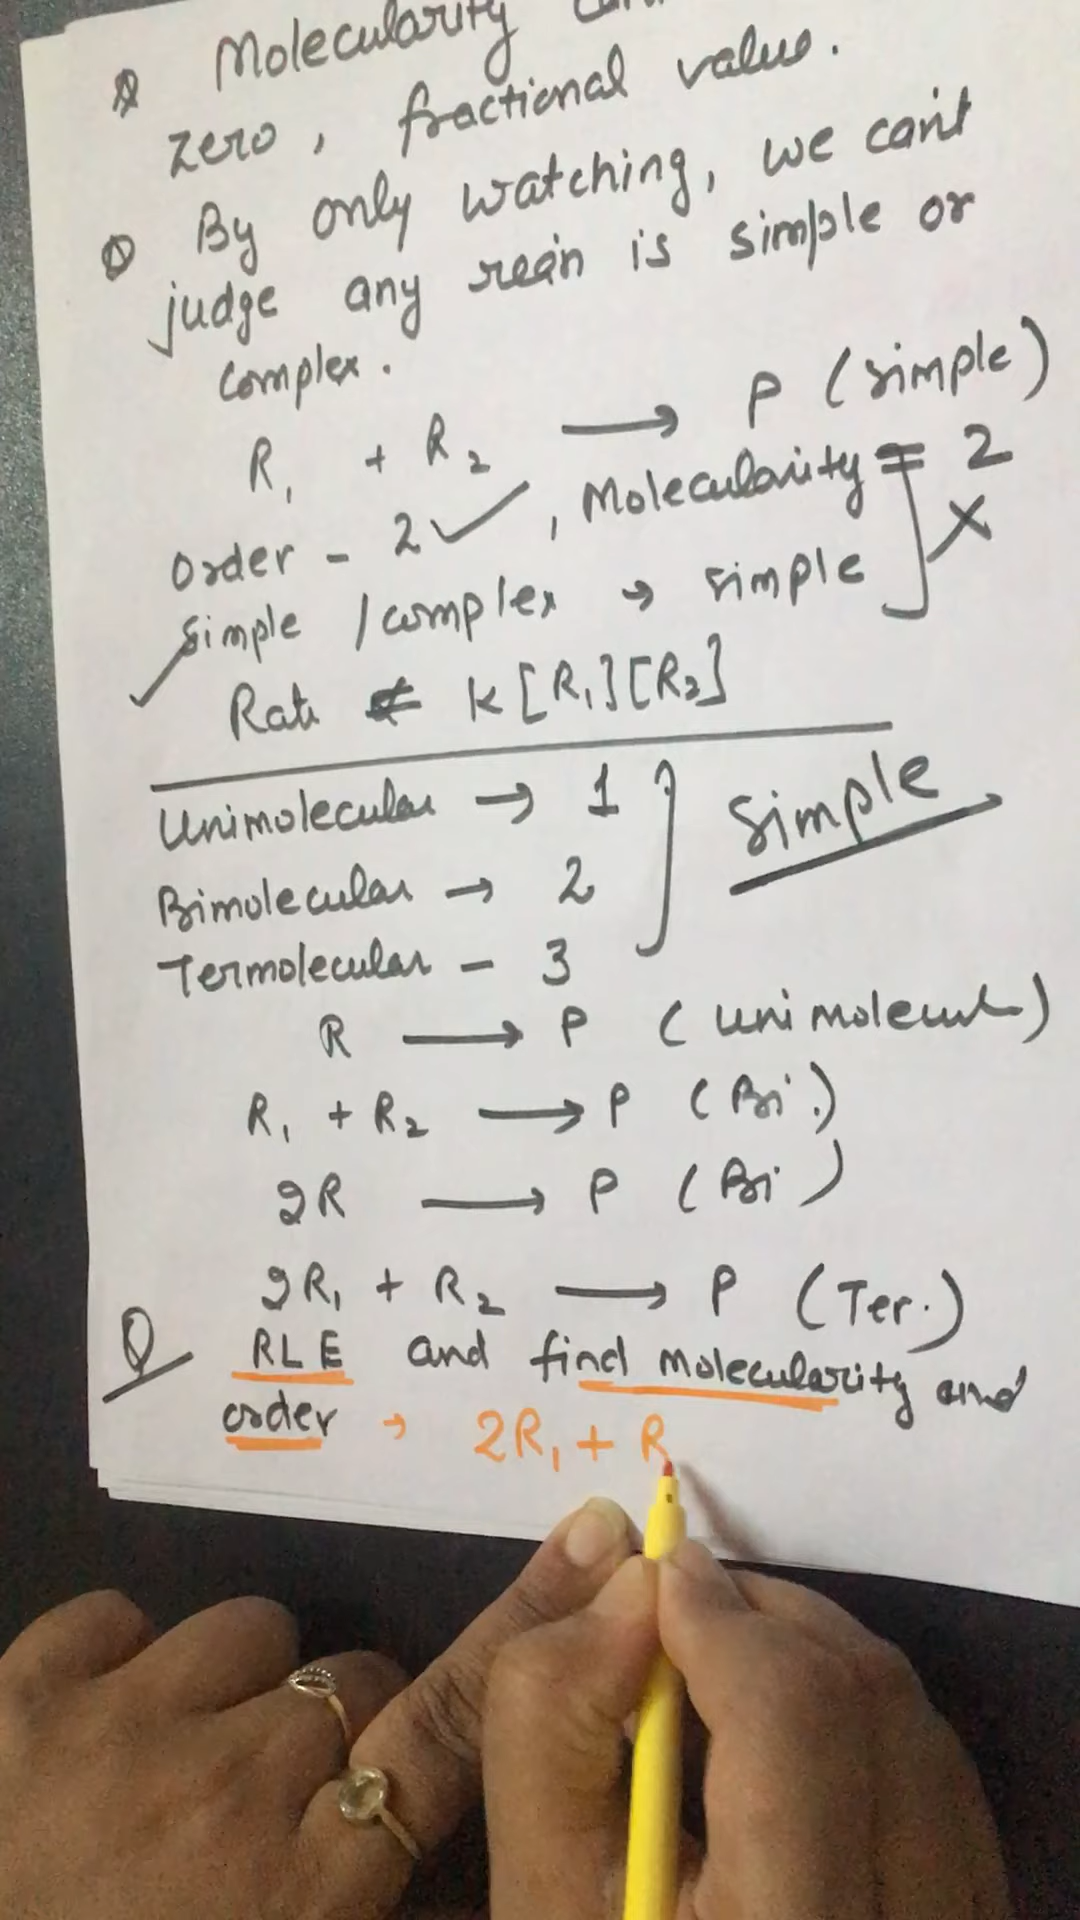 Molecularity
zero, fractional value.
By only watching, we can't
judge any rean is simple or
complex.
R₁ + R₂ ⟶ P (simple)
Order - 2 ✓, Molecularity = 2
Simple / complex → simple ] X
✓ Rate = K[R₁][R₂]
Unimolecular → 1
Bimolecular → 2 ] Simple
Termolecular - 3
R ⟶ P (unimolecul)
R₁ + R₂ ⟶ P (Bi.)
2R ⟶ P (Bi)
2R₁ + R₂ ⟶ P (Ter.)
Q RLE and find molecularity and
order → 2R₁ + R